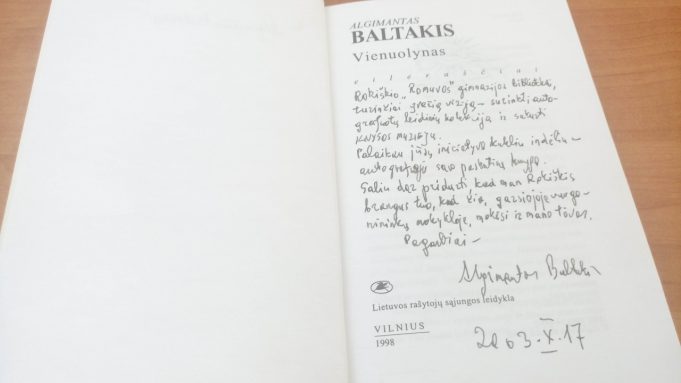 ALGIMANTAS
BALTAKIS
Vienuolynas
eilėraščiai
Rokiškio „Romuvos" gimnazijos bibliotekai,
turinčiai gražią viziją – surinkti auto-
grafuotų leidinių kolekciją ir sukurti
knygos muziejų.
Palaikau jūsų iniciatyvą kukliu indėliu –
autografuoju savo paskutinę knygą.
Galiu dar pridurti kad man Rokiškis
brangus tuo, kad čia, garsiojoje vargo-
nininkų mokykloje, mokėsi ir mano tėvas.
Pagarbiai –
Algimantas Baltakis
Lietuvos rašytojų sąjungos leidykla
VILNIUS
1998
2003.X.17